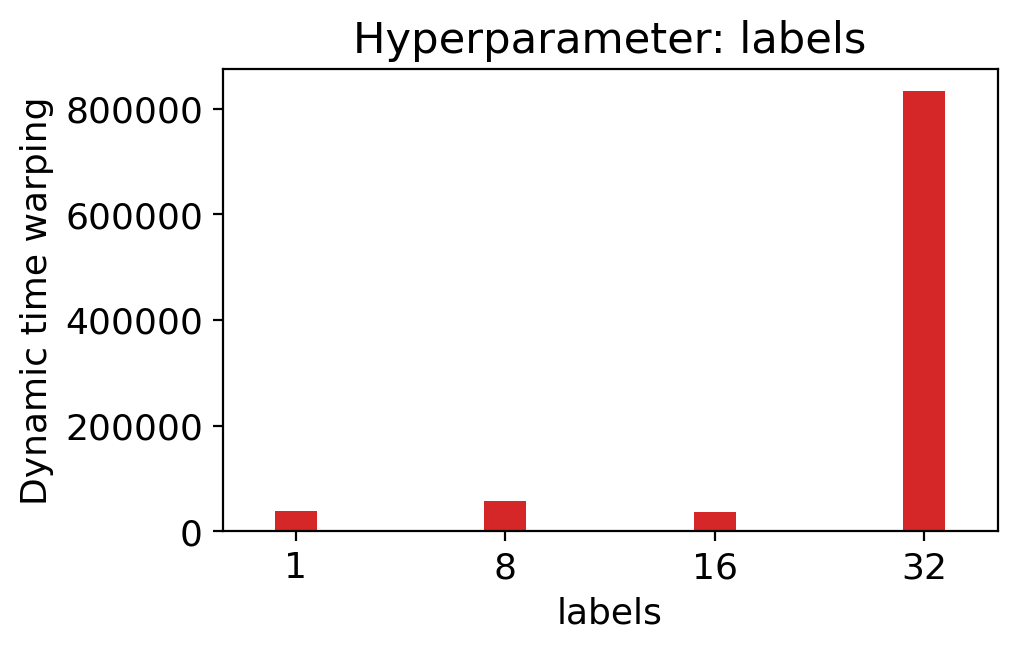 Hyperparameter: labels
Dynamic time warping
800000
600000
400000
200000
0
1 8 16 32
labels